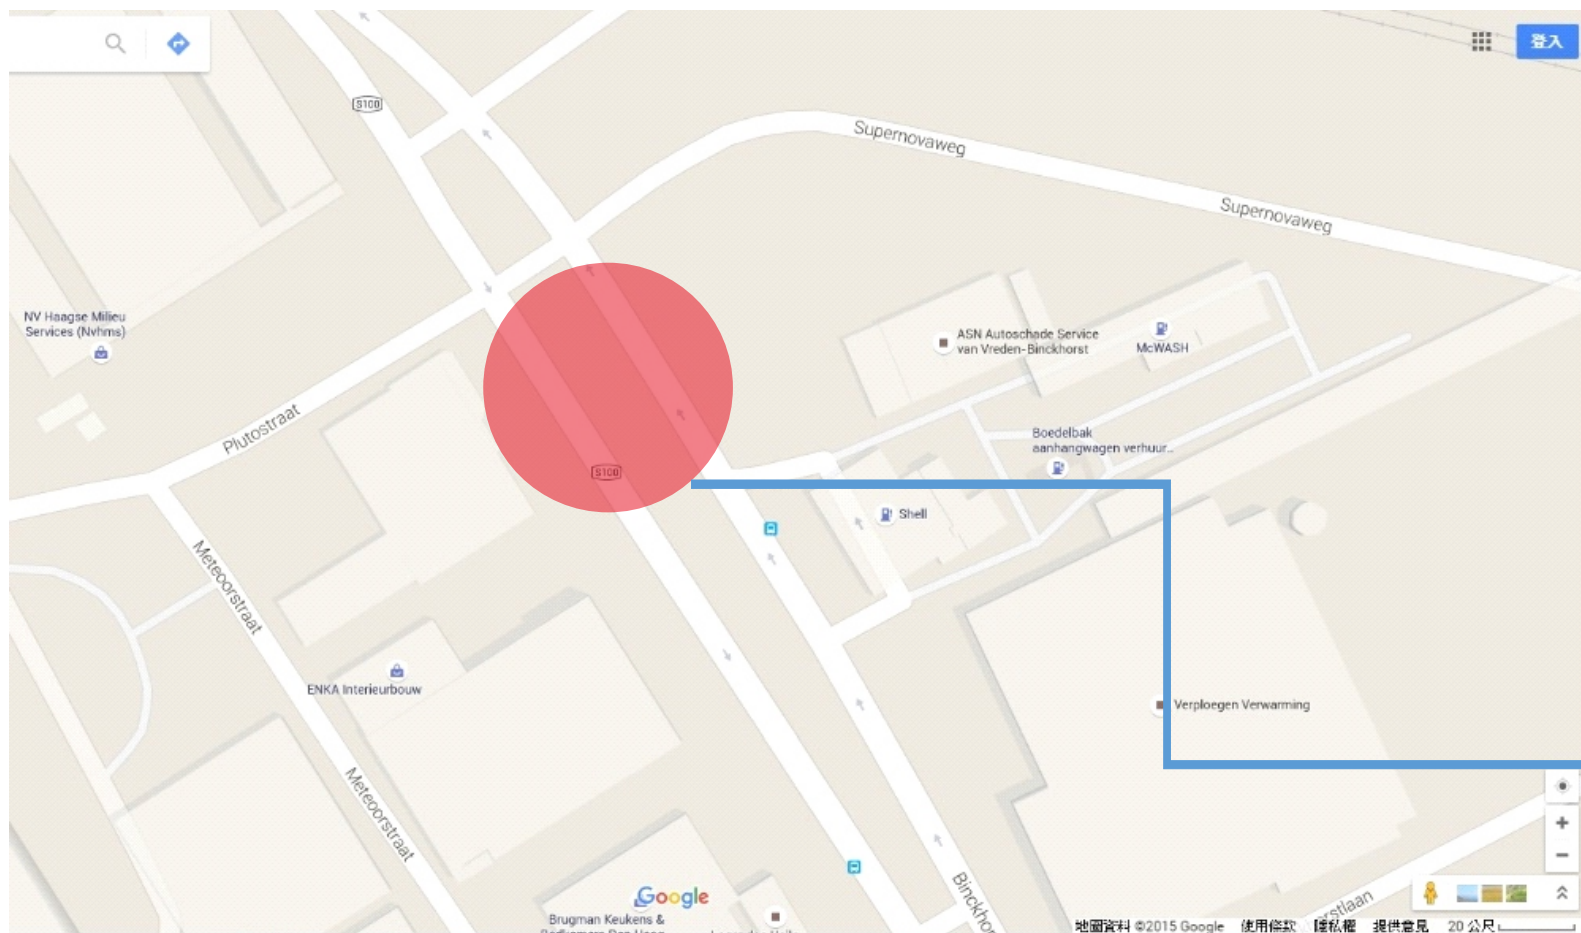 登入
S100
Supernovaweg
Supernovaweg
NV Haagse Milieu
Services (Nvhms)
ASN Autoschade Service
van Vreden-Binckhorst
McWASH
Plutostraat
Boedelbak
aanhangwagen verhuur..
S100
Shell
Meteoorstraat
ENKA Interieurbouw
Verploegen Verwarming
Meteoorstraat
Google
Brugman Keukens &
地圖資料 ©2015 Google 使用條款 隱私權 提供意見 20 公尺